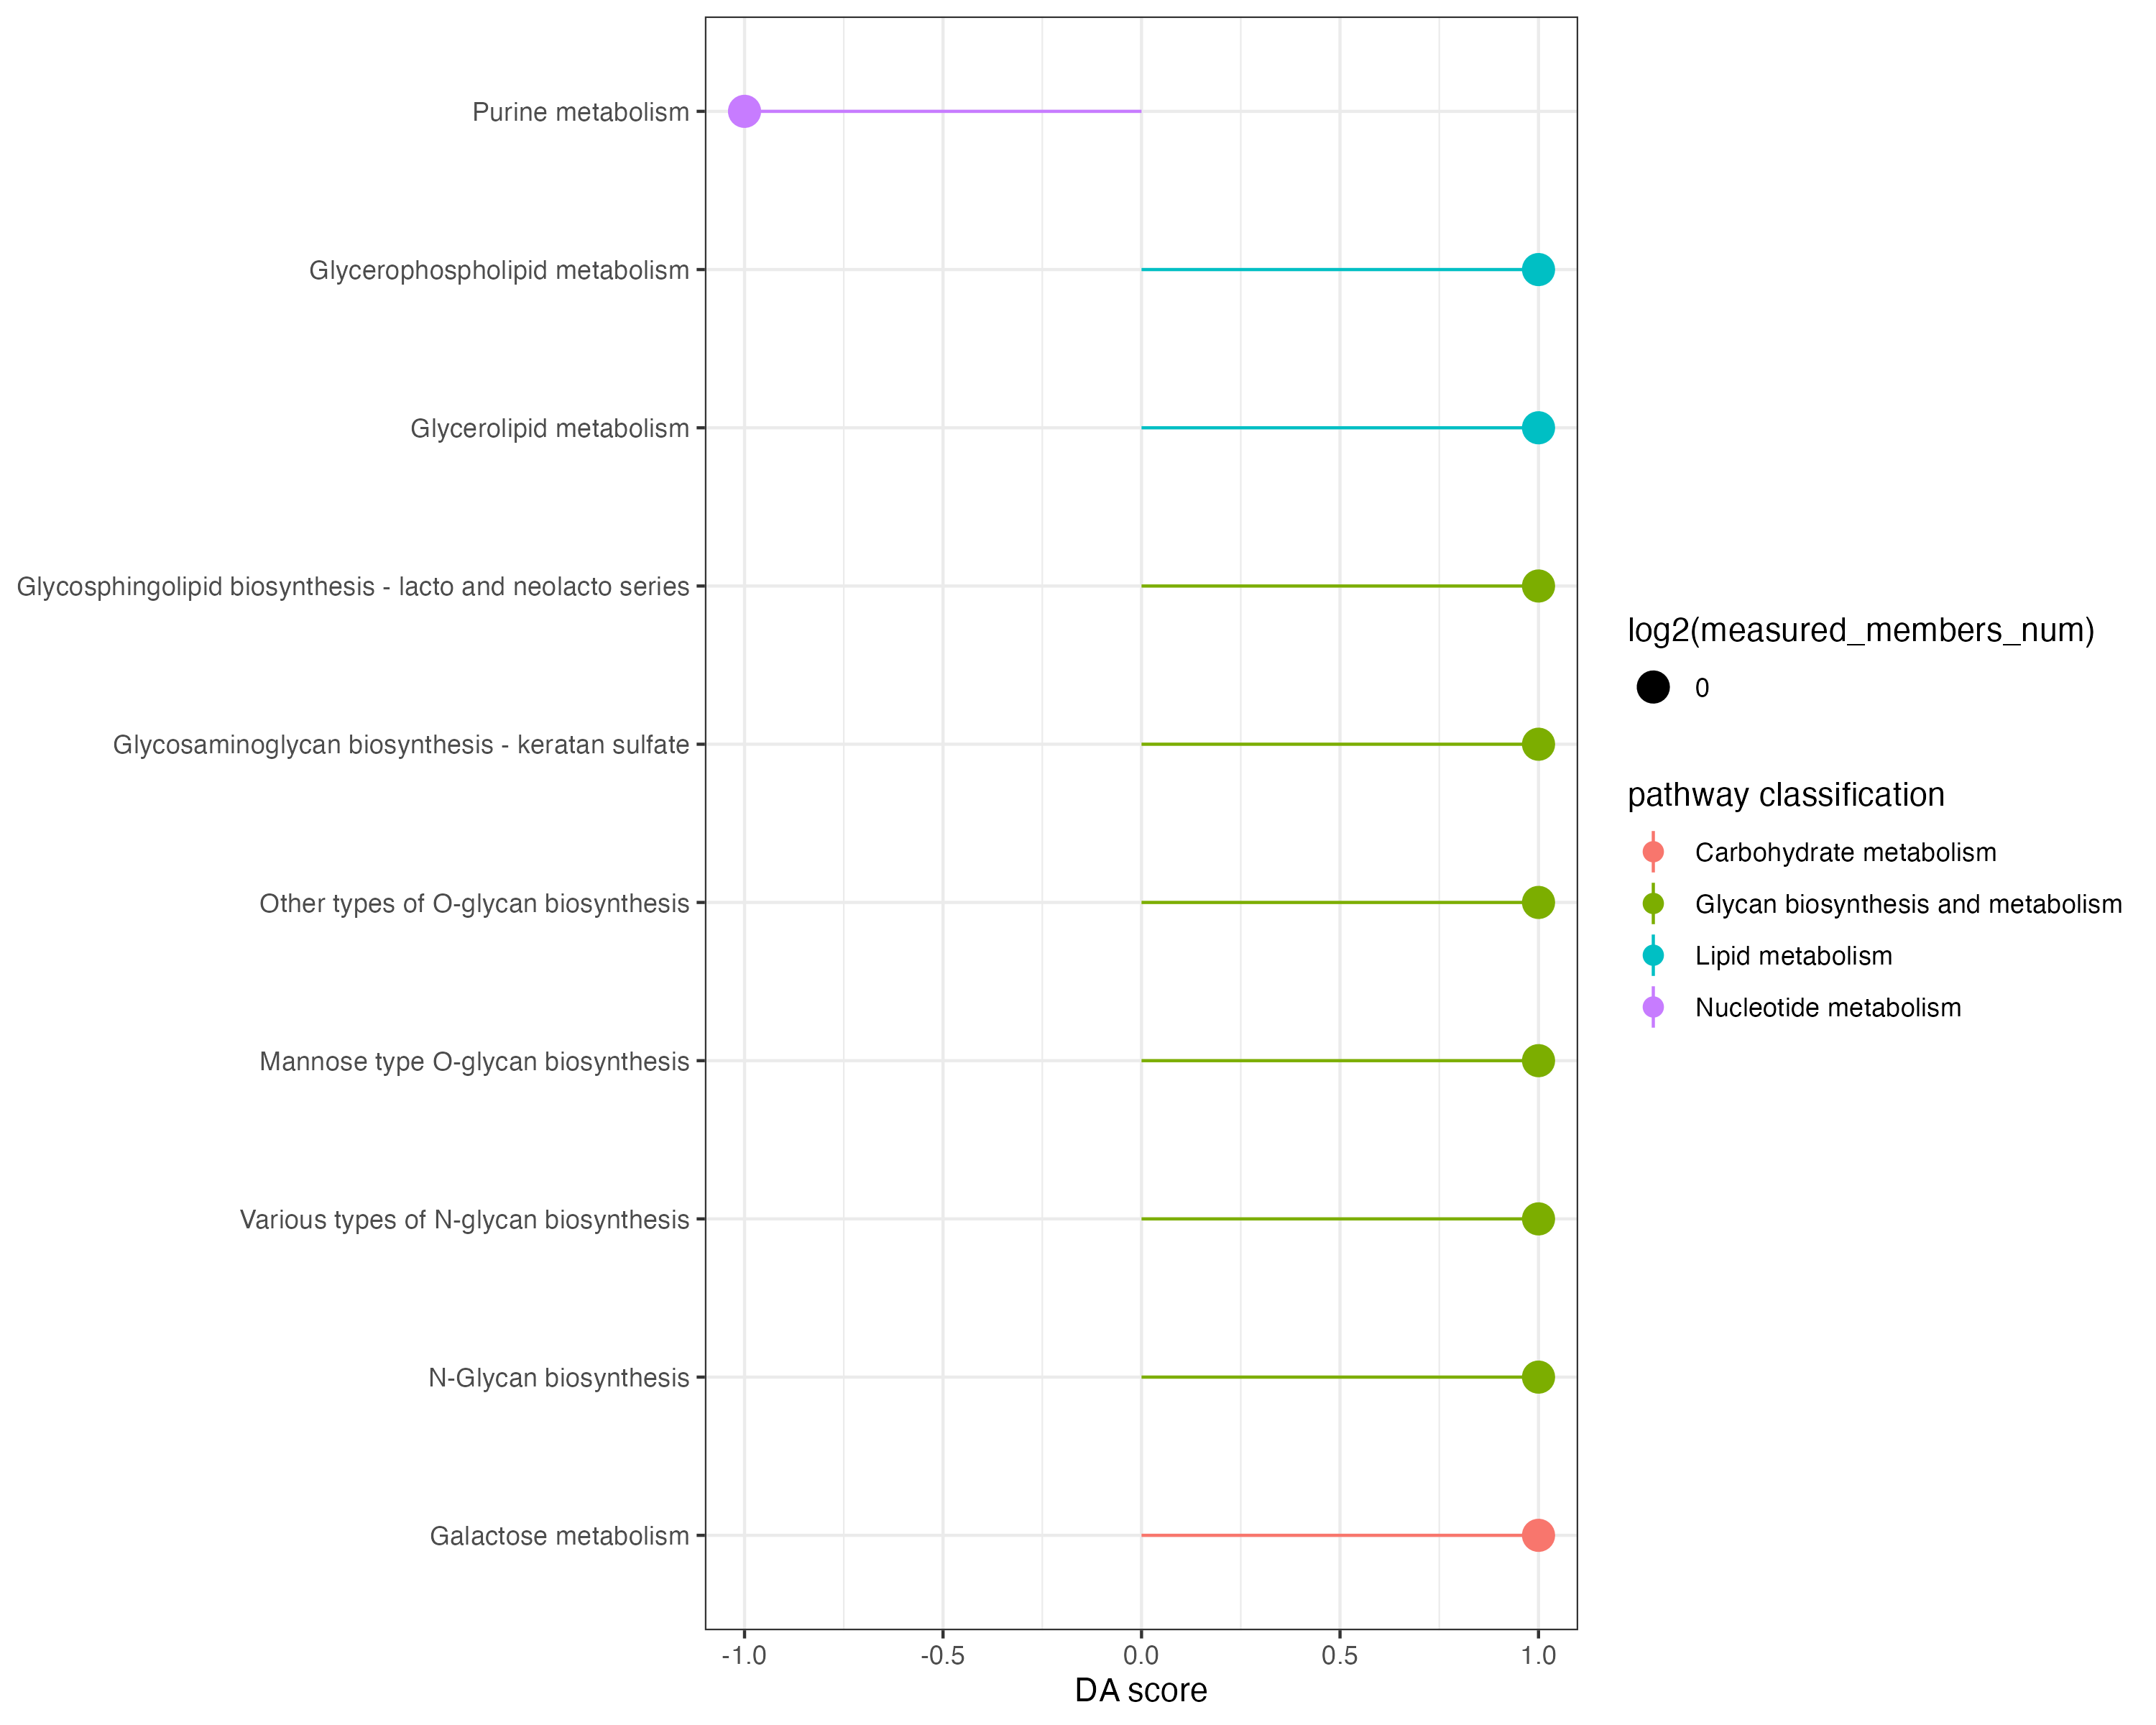 Purine metabolism
Glycerophospholipid metabolism
Glycerolipid metabolism
Glycosphingolipid biosynthesis - lacto and neolacto series
Glycosaminoglycan biosynthesis - keratan sulfate
Other types of O-glycan biosynthesis
Mannose type O-glycan biosynthesis
Various types of N-glycan biosynthesis
N-Glycan biosynthesis
Galactose metabolism
-1.0 -0.5 0.0 0.5 1.0
DA score
log2(measured_members_num)
0
pathway classification
Carbohydrate metabolism
Glycan biosynthesis and metabolism
Lipid metabolism
Nucleotide metabolism